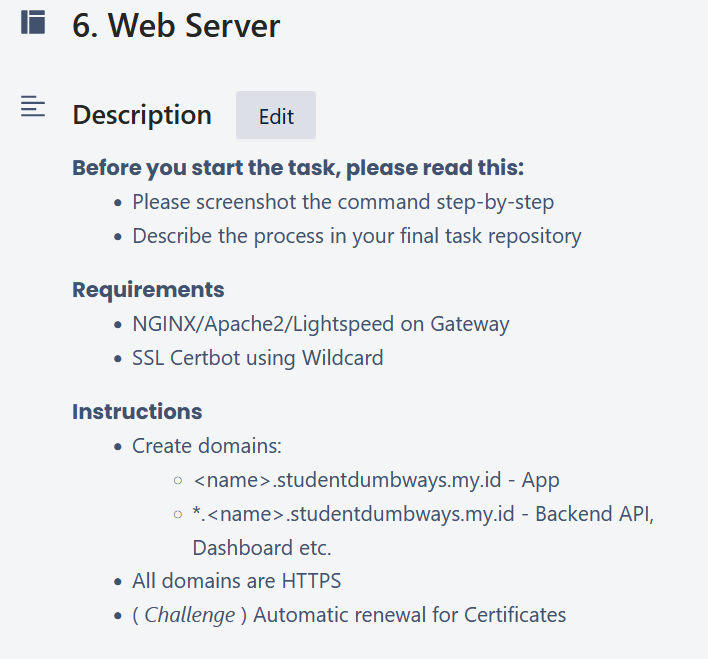 6. Web Server
Description
Edit
Before you start the task, please read this:
Please screenshot the command step-by-step
Describe the process in your final task repository
Requirements
NGINX/Apache2/Lightspeed on Gateway
SSL Certbot using Wildcard
Instructions
Create domains:
<name>.studentdumbways.my.id - App
*.<name>.studentdumbways.my.id - Backend API,
Dashboard etc.
All domains are HTTPS
( Challenge ) Automatic renewal for Certificates